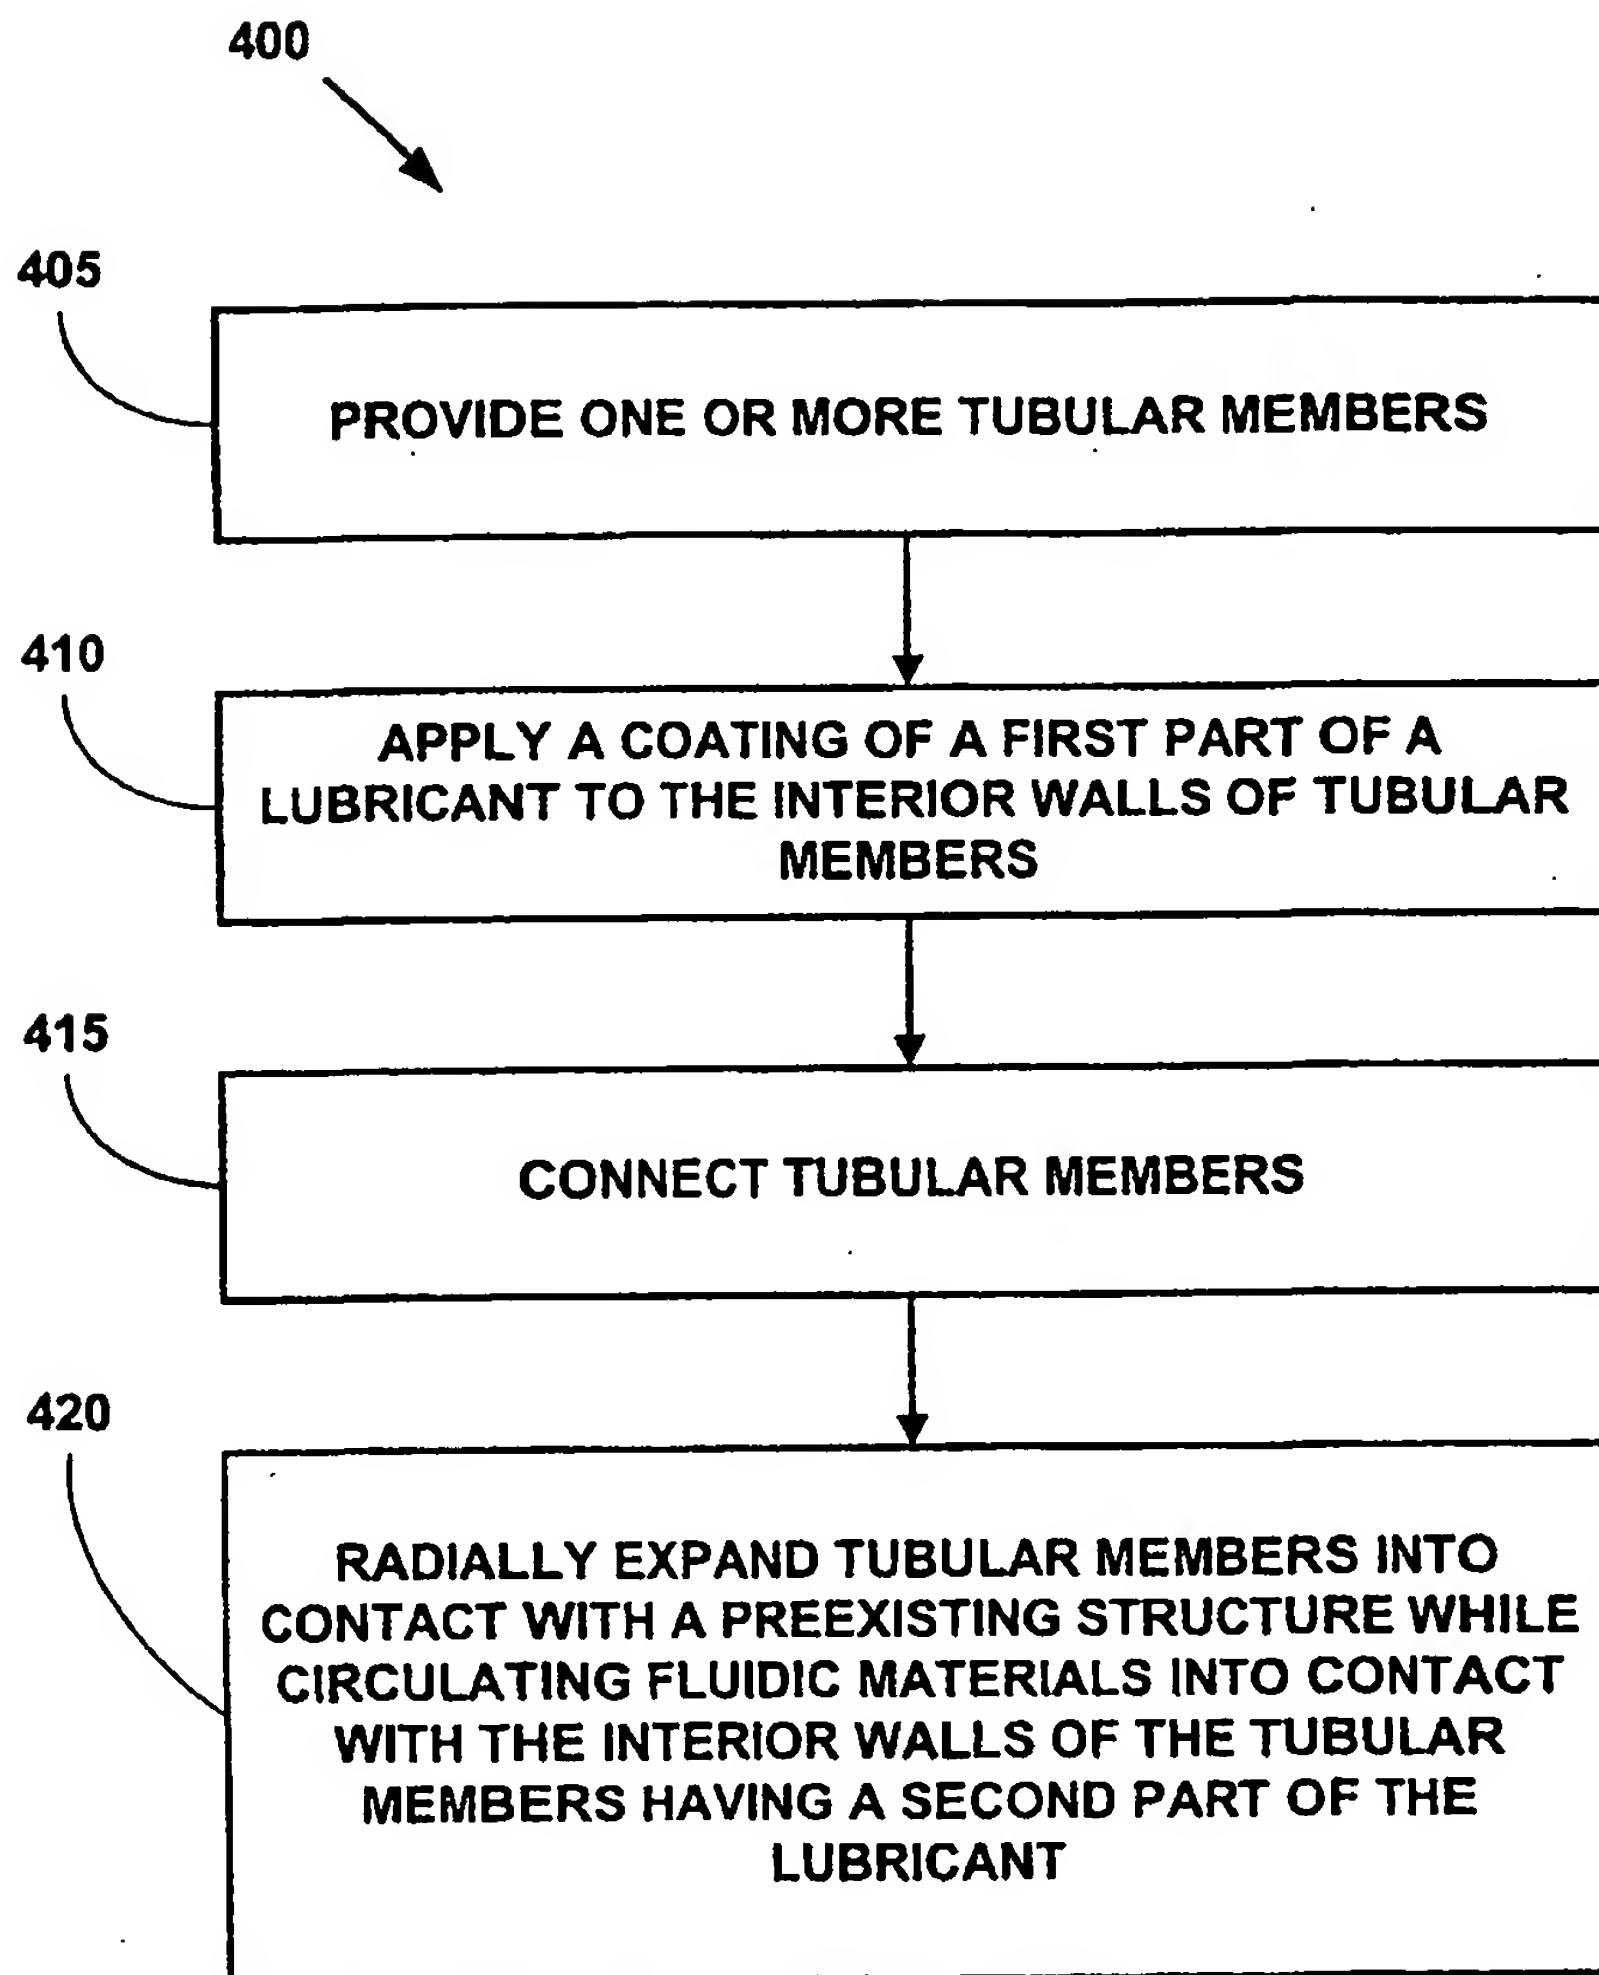 400
405
PROVIDE ONE OR MORE TUBULAR MEMBERS
410
APPLY A COATING OF A FIRST PART OF A
LUBRICANT TO THE INTERIOR WALLS OF TUBULAR
MEMBERS
415
CONNECT TUBULAR MEMBERS
420
RADIALLY EXPAND TUBULAR MEMBERS INTO
CONTACT WITH A PREEXISTING STRUCTURE WHILE
CIRCULATING FLUIDIC MATERIALS INTO CONTACT
WITH THE INTERIOR WALLS OF THE TUBULAR
MEMBERS HAVING A SECOND PART OF THE
LUBRICANT